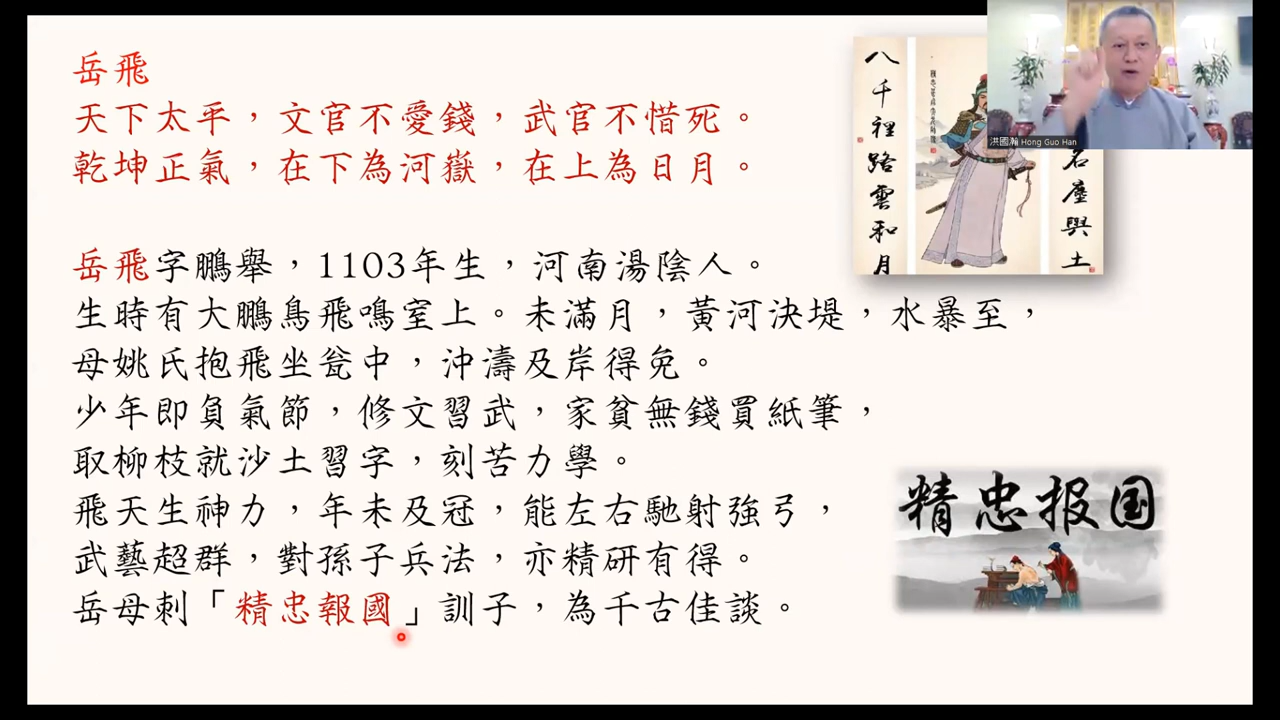 岳飛
天下太平，文官不愛錢，武官不惜死。
乾坤正氣，在下為河嶽，在上為日月。
岳飛字鵬舉，1103年生，河南湯陰人。
生時有大鵬鳥飛鳴室上。未滿月，黃河決堤，水暴至，
母姚氏抱飛坐瓮中，沖濤及岸得免。
少年即負氣節，修文習武，家貧無錢買紙筆，
取柳枝就沙土習字，刻苦力學。
飛天生神力，年未及冠，能左右馳射強弓，
武藝超群，對孫子兵法，亦精研有得。
岳母刺「精忠報國」訓子，為千古佳談。
八千裡路雲和月
名塵與土
洪國瀚 Hong Guo Han
精忠报国